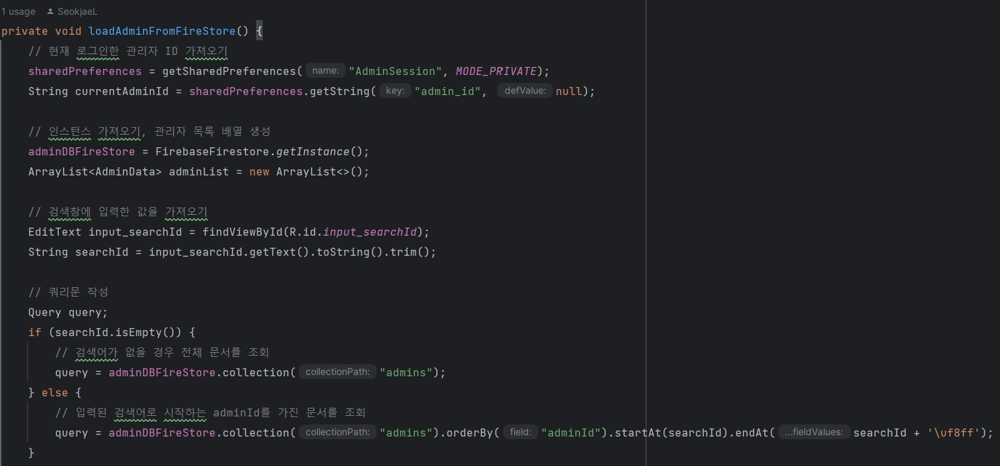 1 usage SeokjaeL
private void loadAdminFromFireStore() {
// 현재 로그인한 관리자 ID 가져오기
sharedPreferences = getSharedPreferences( name: "AdminSession", MODE_PRIVATE);
String currentAdminId = sharedPreferences.getString( key: "admin_id", defValue: null);
// 인스턴스 가져오기, 관리자 목록 배열 생성
adminDBFireStore = FirebaseFirestore.getInstance();
ArrayList<AdminData> adminList = new ArrayList<>();
// 검색창에 입력한 값을 가져오기
EditText input_searchId = findViewById(R.id.input_searchId);
String searchId = input_searchId.getText().toString().trim();
// 쿼리문 작성
Query query;
if (searchId.isEmpty()) {
// 검색어가 없을 경우 전체 문서를 조회
query = adminDBFireStore.collection( collectionPath: "admins");
} else {
// 입력된 검색어로 시작하는 adminId를 가진 문서를 조회
query = adminDBFireStore.collection( collectionPath: "admins").orderBy( field: "adminId").startAt(searchId).endAt( ...fieldValues: searchId + '\uf8ff');
}